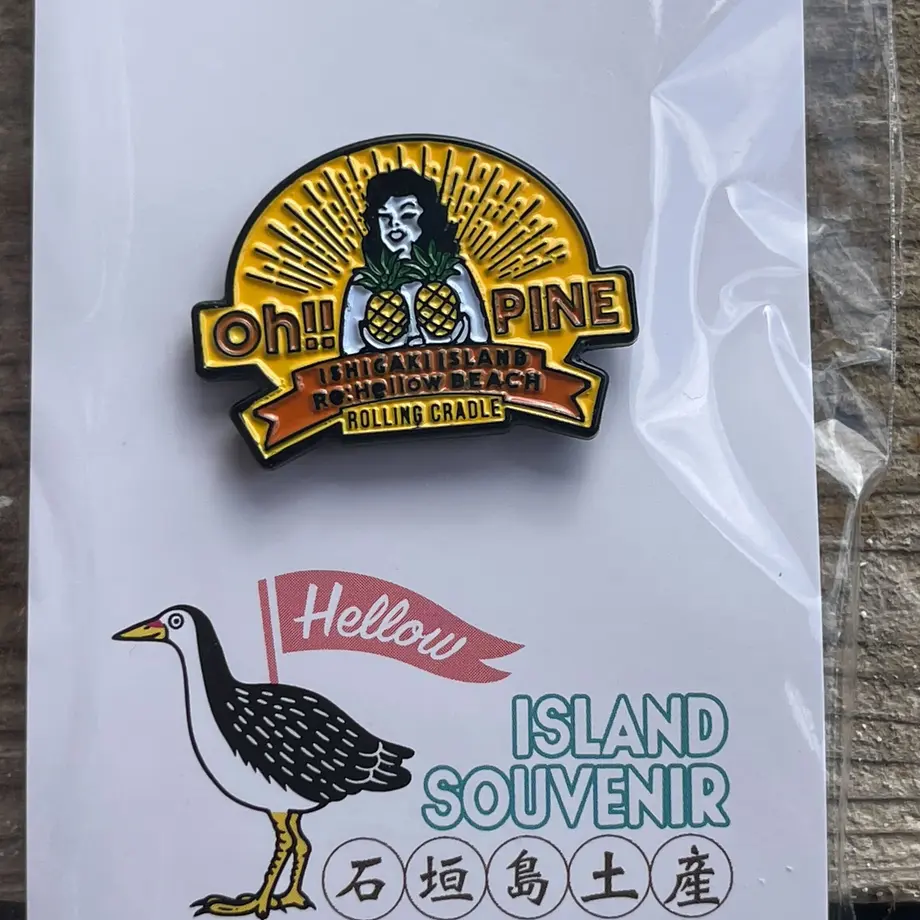 Oh!! PINE
ISHIGAKI ISLAND
Re:Hellow BEACH
ROLLING CRADLE
Hellow
ISLAND
SOUVENIR
石垣島土産